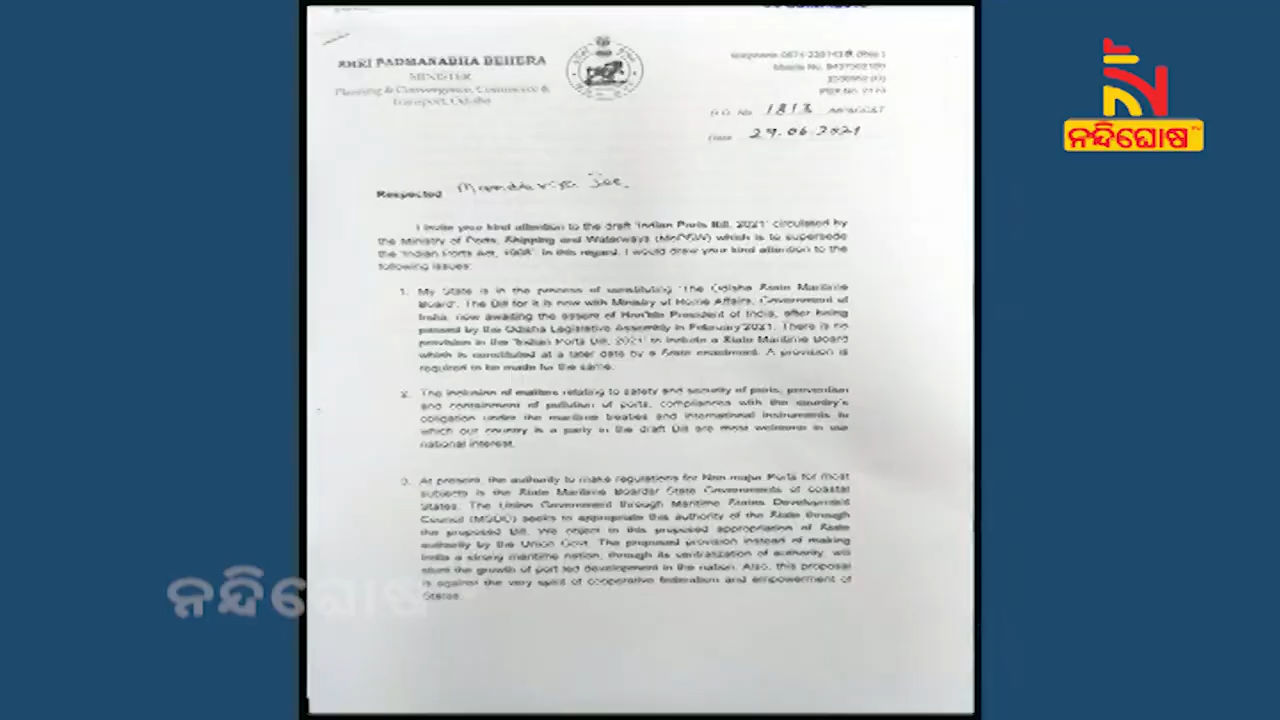 ନନ୍ଦିଘୋଷ TV
SHRI PADMANABHA BEHERA
MINISTER
Planning & Convergence, Commerce &
Transport, Odisha
D.O. No. 1813
Date 29.06.2021
Respected
I invite your kind attention to the draft 'Indian Ports Bill, 2021' circulated by
the Ministry of Ports, Shipping and Waterways (MoPSW) which is to supersede
the 'Indian Ports Act, 1908'. In this regard, I would draw your kind attention to the
following issues:
1. My State is in the process of constituting 'The Odisha State Maritime
Board'. The Bill for it is now with Ministry of Home Affairs, Government of
India, now awaiting the assent of Hon'ble President of India, after being
passed by the Odisha Legislative Assembly in February'2021. There is no
provision in the 'Indian Ports Bill, 2021' to include a State Maritime Board
which is constituted at a later date by a State enactment. A provision is
required to be made for the same.
2. The inclusion of matters relating to safety and security of ports, prevention
and containment of pollution of ports, compliances with the country's
obligation under the maritime treaties and international instruments to
which our country is a party in the draft Bill are most welcome in
national interest.
3. At present, the authority to make regulations for Non-major Ports for most
subjects is the State Maritime Boards/ State Governments of coastal
States. The Union Government through Maritime States Development
Council (MSDC) seeks to appropriate this authority of the State through
the proposed Bill. We object to this proposed appropriation of State
authority by the Union Govt. The proposed provision instead of making
India a strong maritime nation, through its centralization of authority, will
stunt the growth of port led development in the nation. Also, this proposal
is against the very spirit of cooperative federalism and empowerment of
States.
ନନ୍ଦିଘୋଷ